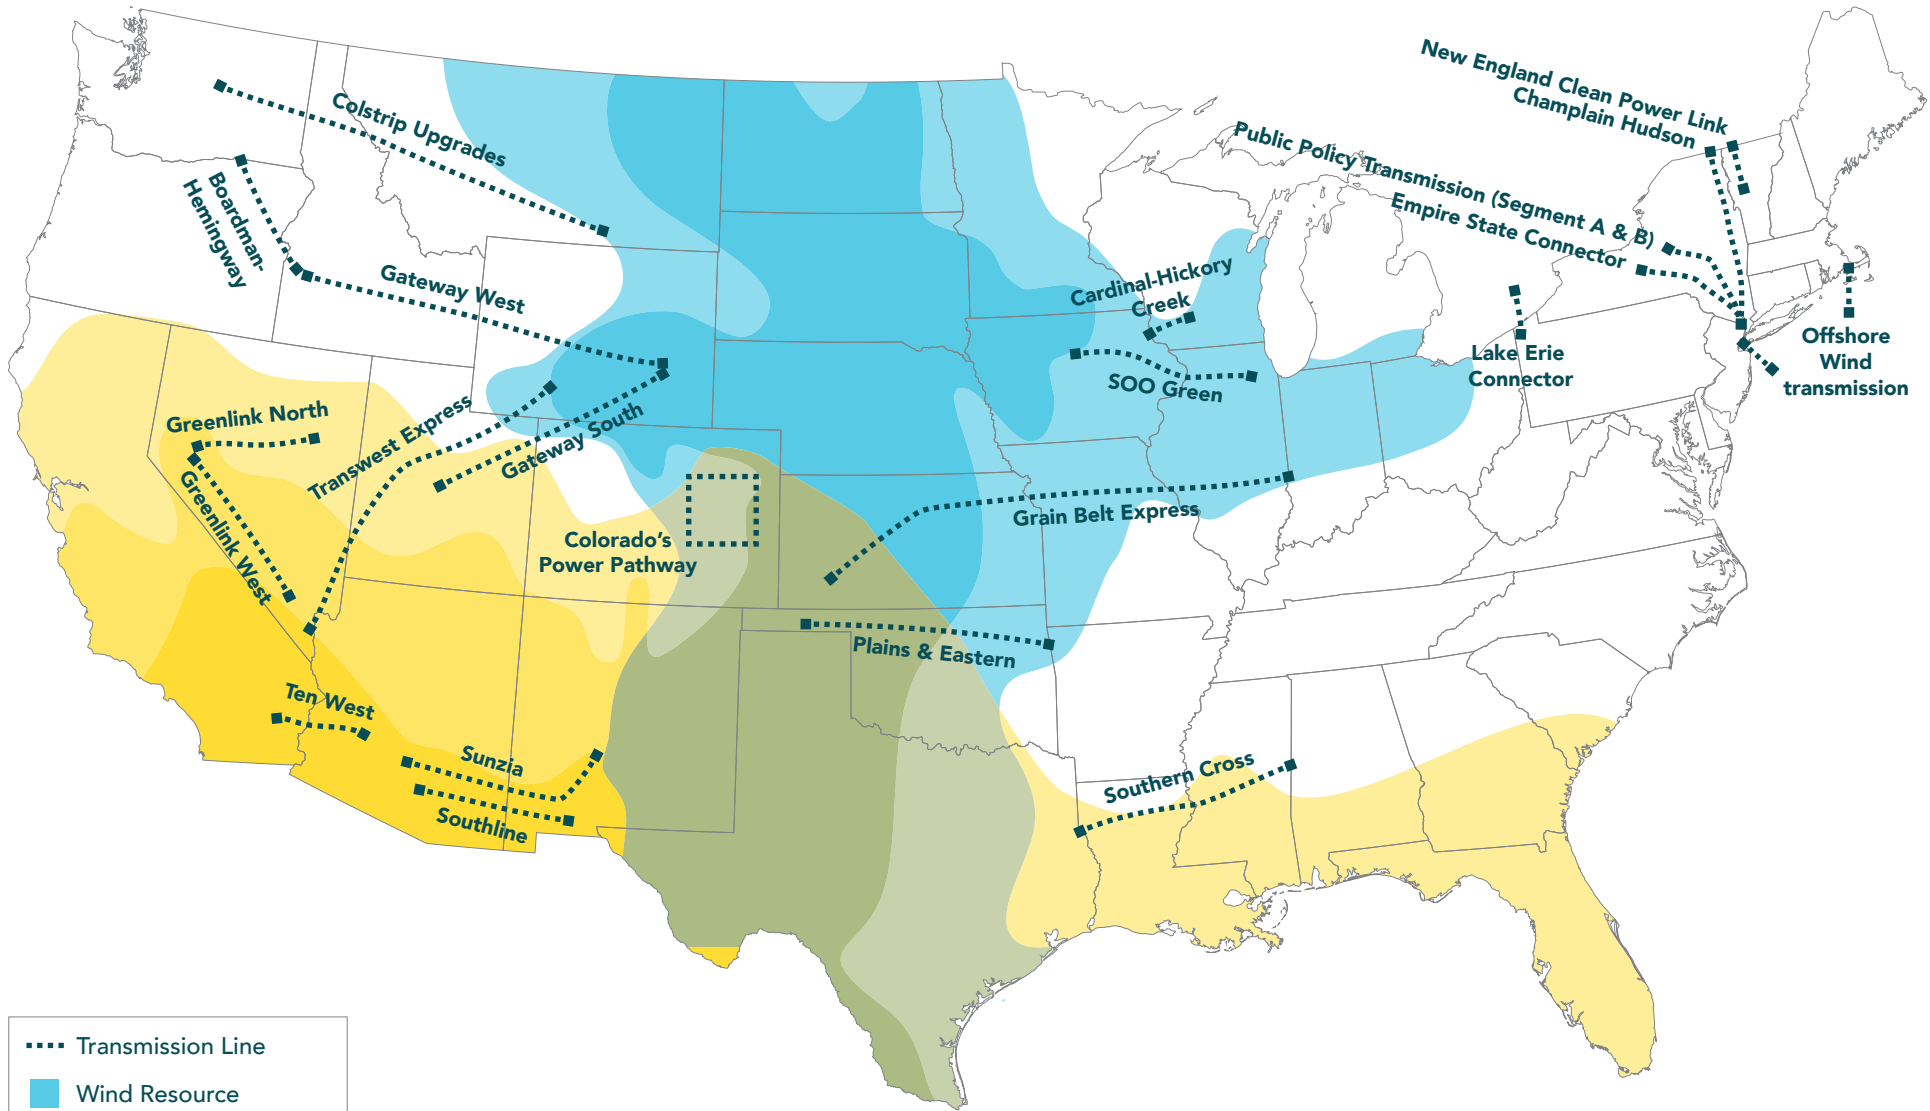 New England Clean Power Link
Champlain Hudson
Public Policy Transmission (Segment A & B)
Empire State Connector
Colstrip Upgrades
Boardman-
Hemingway
Gateway West
Cardinal-Hickory
Creek
SOO Green
Lake Erie
Connector
Offshore
Wind
transmission
Greenlink North
Transwest Express
Gateway South
Greenlink West
Colorado’s
Power Pathway
Grain Belt Express
Plains & Eastern
Ten West
Sunzia
Southline
Southern Cross
Transmission Line
Wind Resource